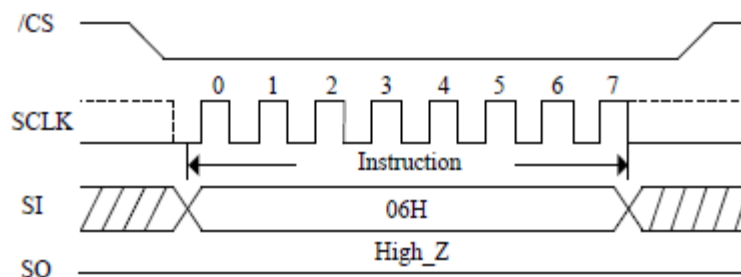 /CS
0 1 2 3 4 5 6 7
SCLK
Instruction
SI
06H
High_Z
SO